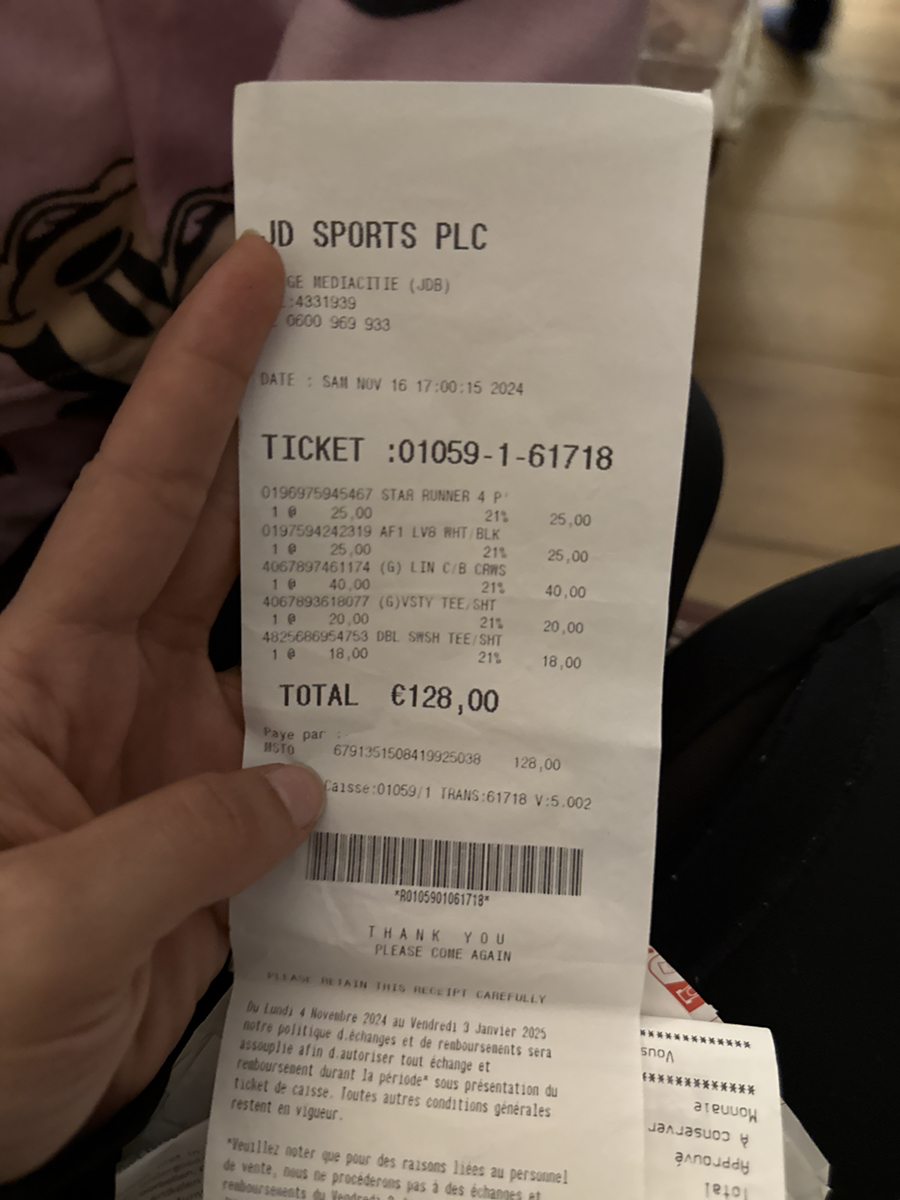 JD SPORTS PLC
GE MEDIACITIE (JDB)
:4331939
0600 969 933
DATE : SAM NOV 16 17:00:15 2024
TICKET :01059-1-61718
0196975945467 STAR RUNNER 4 P
1 @ 25,00 21% 25,00
0197594242319 AF1 LV8 WHT/BLK
1 @ 25,00 21% 25,00
4067897461174 (G) LIN C/B CRWS
1 @ 40,00 21% 40,00
4067893618077 (G)VSTY TEE/SHT
1 @ 20,00 21% 20,00
4825686954753 DBL SWSH TEE/SHT
1 @ 18,00 21% 18,00
TOTAL €128,00
Paye par :
MSTO 6791351508419925038 128,00
Caisse:01059/1 TRANS:61718 V:5.002
*R0105901061718*
THANK YOU
PLEASE COME AGAIN
PLEASE RETAIN THIS RECEIPT CAREFULLY
Du Lundi 4 Novembre 2024 au Vendredi 3 Janvier 2025
notre politique d.échanges et de remboursements sera
assouplie afin d.autoriser tout échange et
remboursement durant la période* sous présentation du
ticket de caisse. Toutes autres conditions générales
restent en vigueur.
*Veuillez noter que pour des raisons liées au personnel
de vente, nous ne procéderons pas à des échanges et
remboursements du Vendredi
Total
Approuvé
A conserver
Monnaie
************
Vous
************